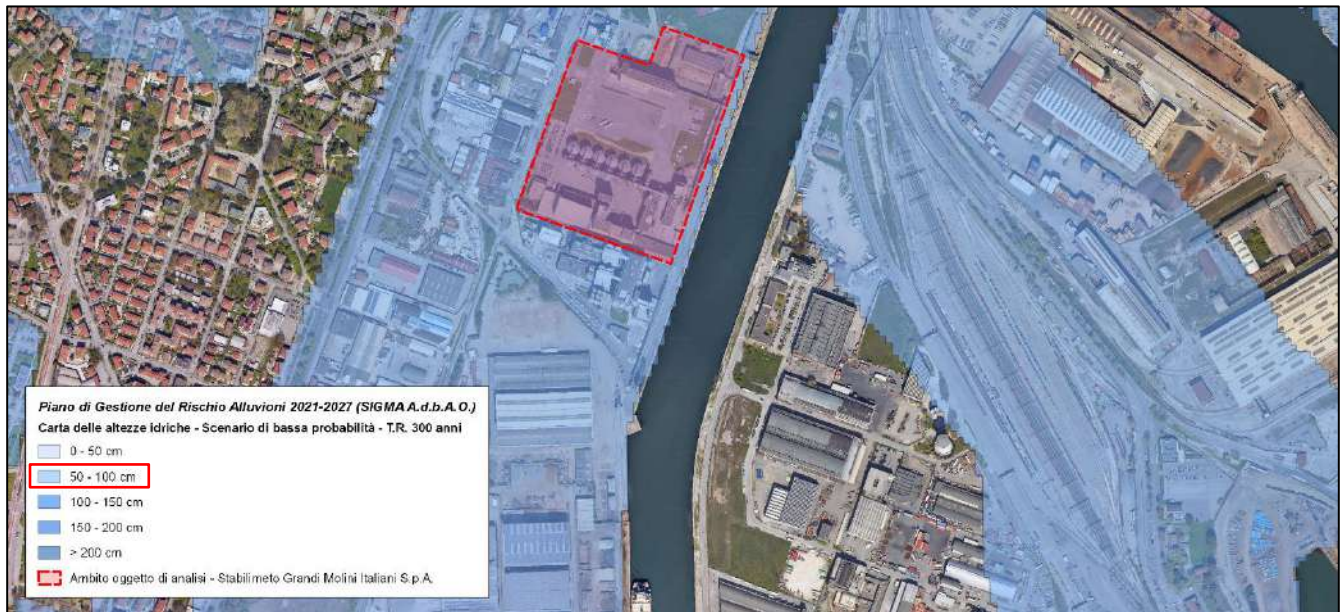 Piano di Gestione del Rischio Alluvioni 2021-2027 (SIGMA A.d.b.A.O.)
Carta delle altezze idriche - Scenario di bassa probabilità - T.R. 300 anni
0 - 50 cm
50 - 100 cm
100 - 150 cm
150 - 200 cm
> 200 cm
Ambito oggetto di analisi - Stabilimeto Grandi Molini Italiani S.p.A.